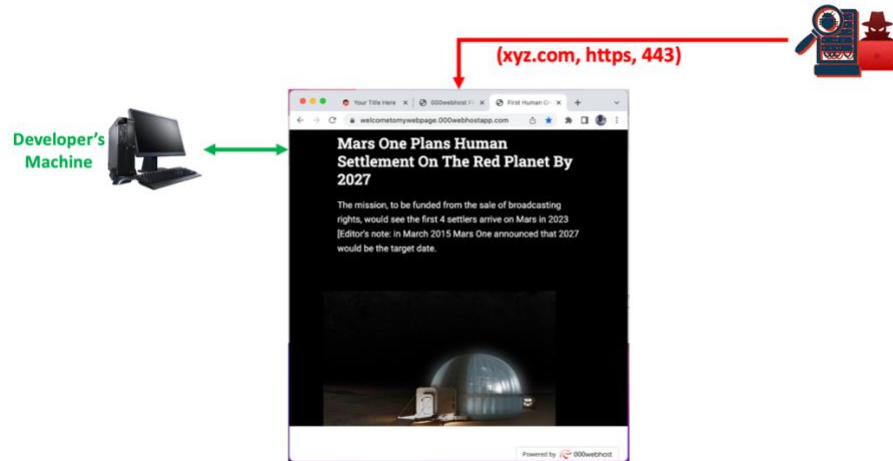 (xyz.com, https, 443)
Your Title Here
000webhost Fi
First Human Co
welcometomywebpage.000webhostapp.com
Developer's
Machine
Mars One Plans Human
Settlement On The Red Planet By
2027
The mission, to be funded from the sale of broadcasting
rights, would see the first 4 settlers arrive on Mars in 2023
[Editor's note: in March 2015 Mars One announced that 2027
would be the target date.
Powered by 000webhost